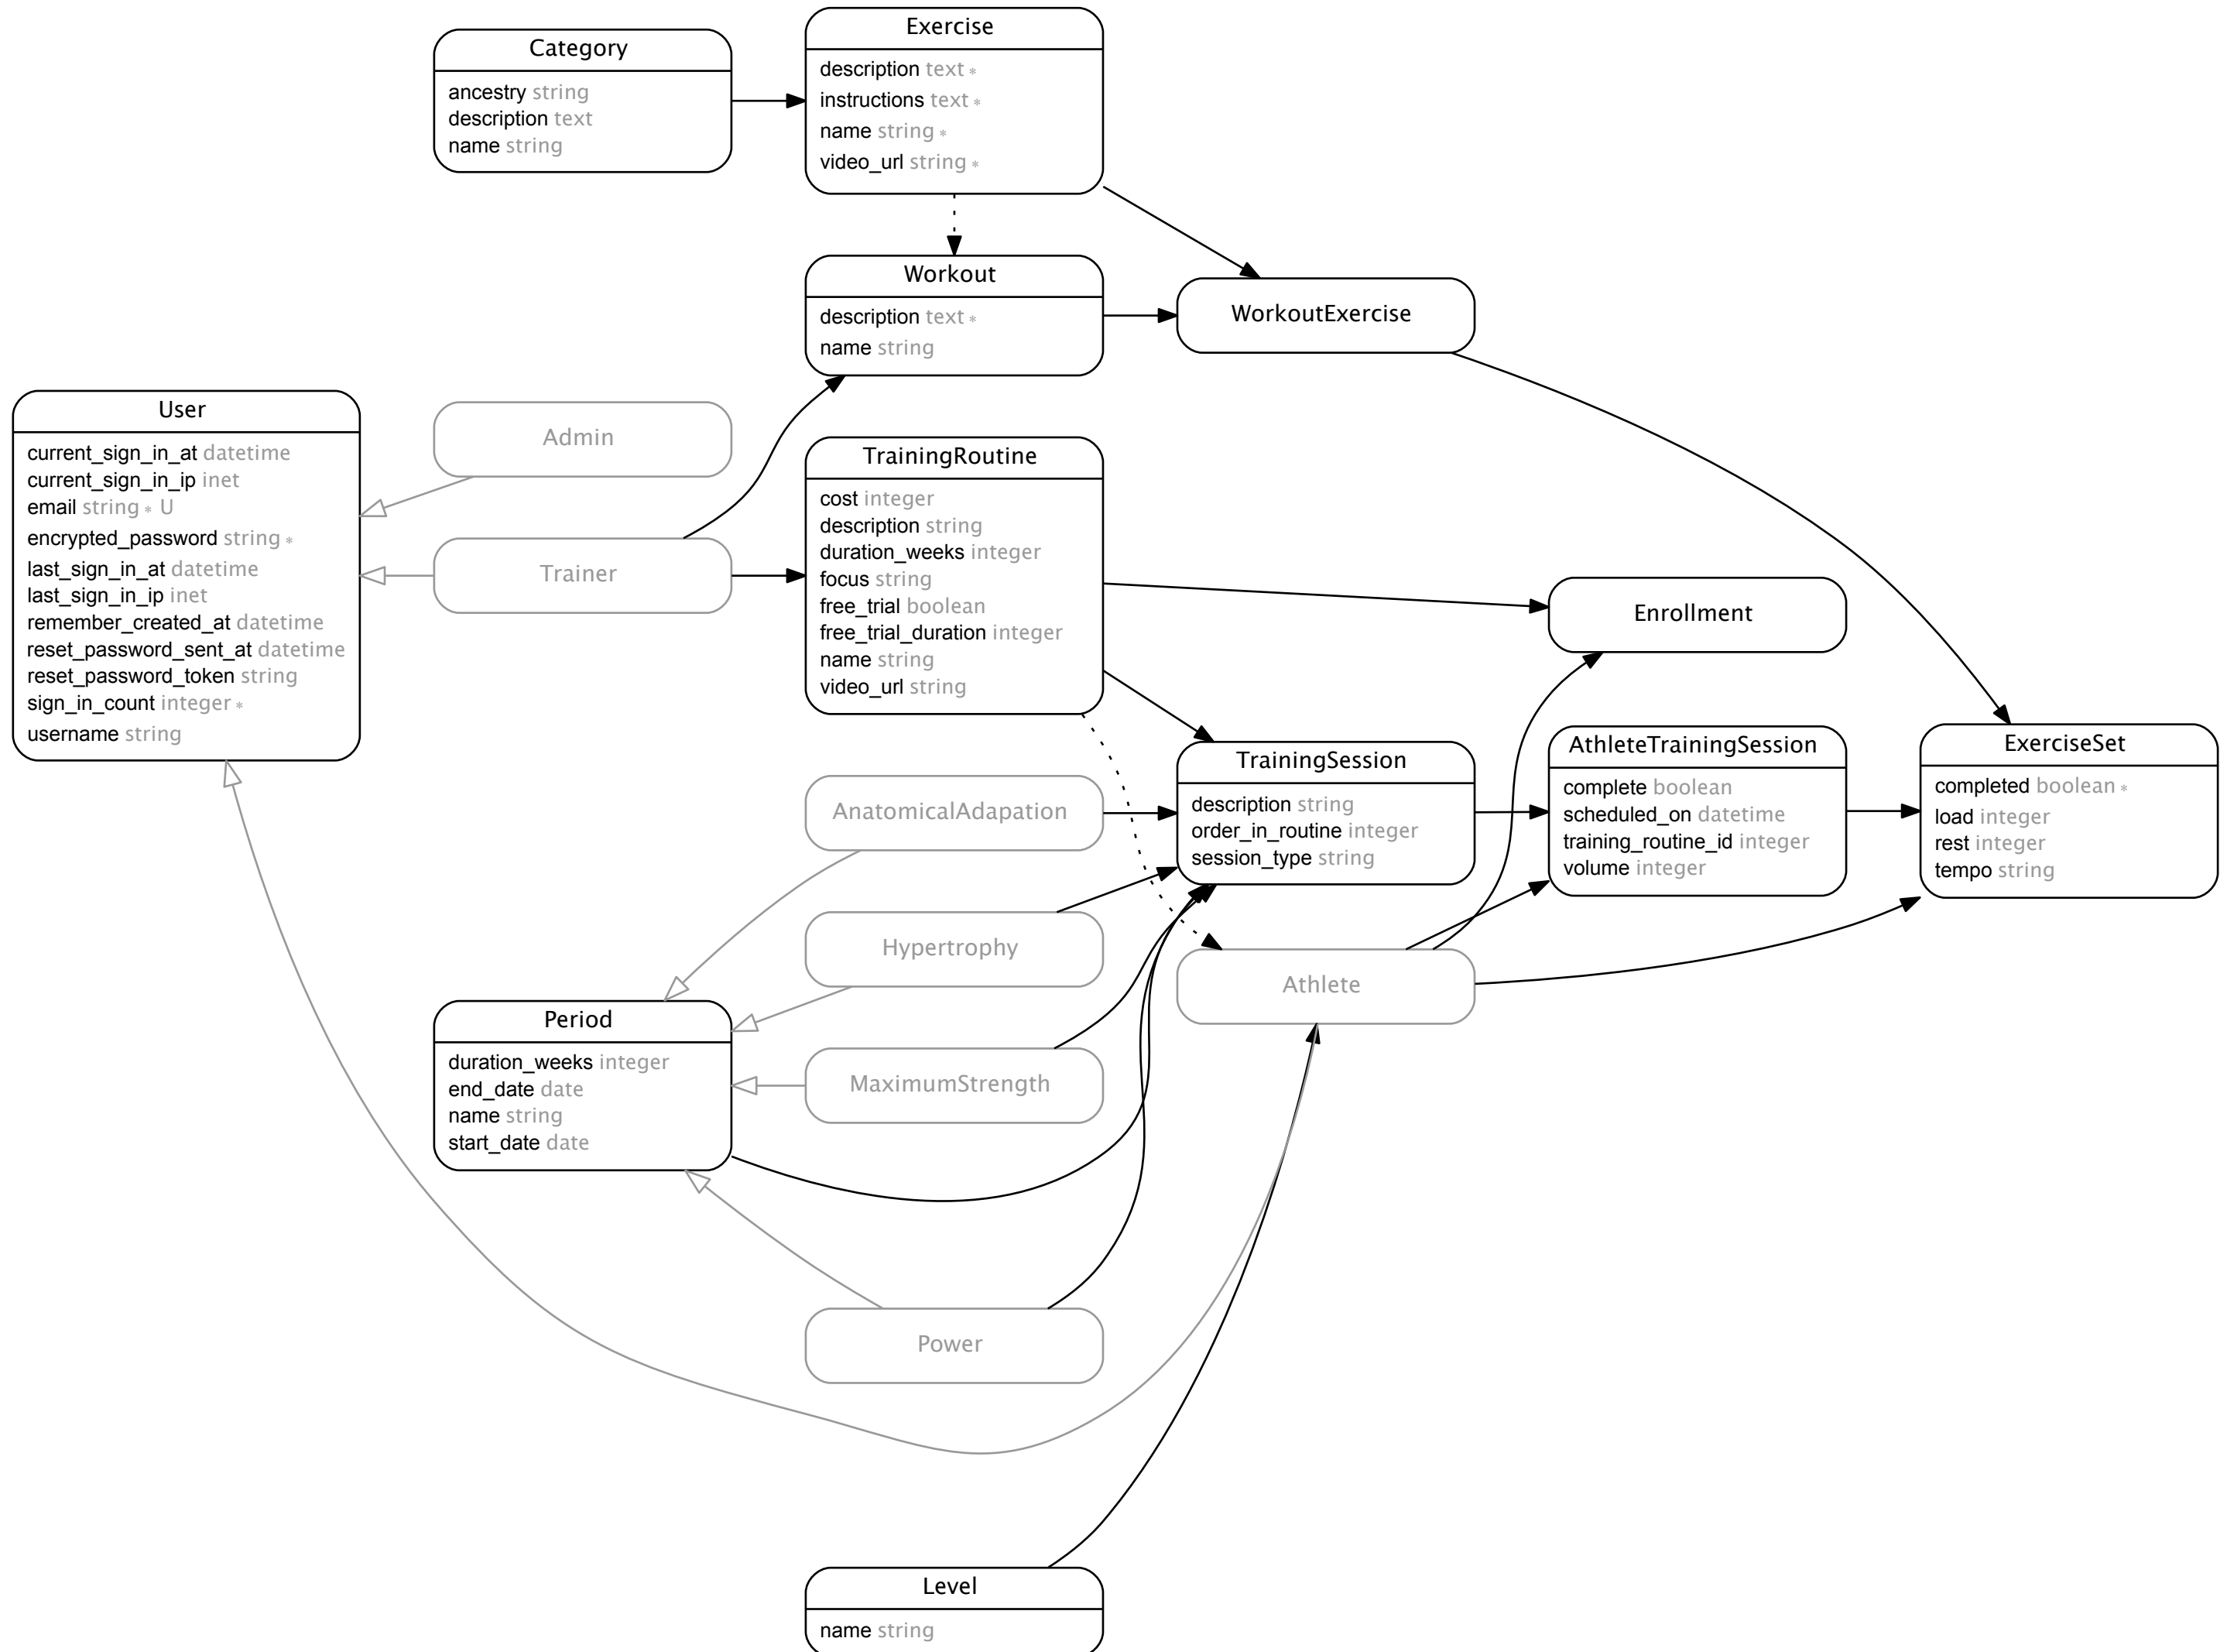 Category
ancestry string
description text
name string
Exercise
description text *
instructions text *
name string *
video_url string *
Workout
description text *
name string
WorkoutExercise
User
current_sign_in_at datetime
current_sign_in_ip inet
email string * U
encrypted_password string *
last_sign_in_at datetime
last_sign_in_ip inet
remember_created_at datetime
reset_password_sent_at datetime
reset_password_token string
sign_in_count integer *
username string
Admin
Trainer
TrainingRoutine
cost integer
description string
duration_weeks integer
focus string
free_trial boolean
free_trial_duration integer
name string
video_url string
Enrollment
TrainingSession
description string
order_in_routine integer
session_type string
AthleteTrainingSession
complete boolean
scheduled_on datetime
training_routine_id integer
volume integer
ExerciseSet
completed boolean *
load integer
rest integer
tempo string
AnatomicalAdapation
Hypertrophy
Athlete
Period
duration_weeks integer
end_date date
name string
start_date date
MaximumStrength
Power
Level
name string